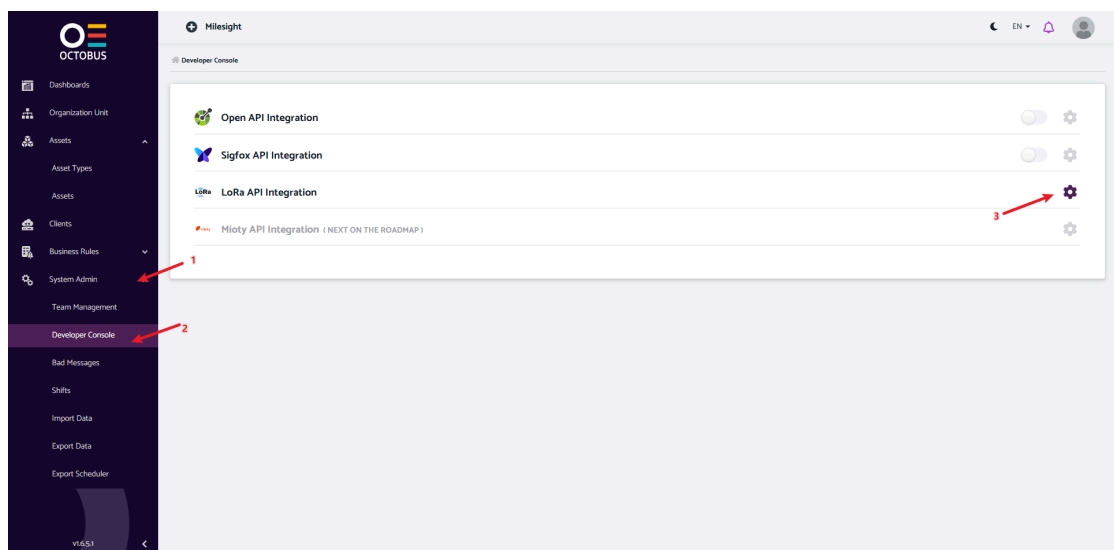 OCTOBUS
Milesight
EN
Developer Console
Dashboards
Organization Unit
Assets
Asset Types
Assets
Clients
Business Rules
System Admin
Team Management
Developer Console
Bad Messages
Shifts
Import Data
Export Data
Export Scheduler
v1.6.5.1
Open API Integration
Sigfox API Integration
LoRa LoRa API Integration
Mioty API Integration ( NEXT ON THE ROADMAP )
1
2
3